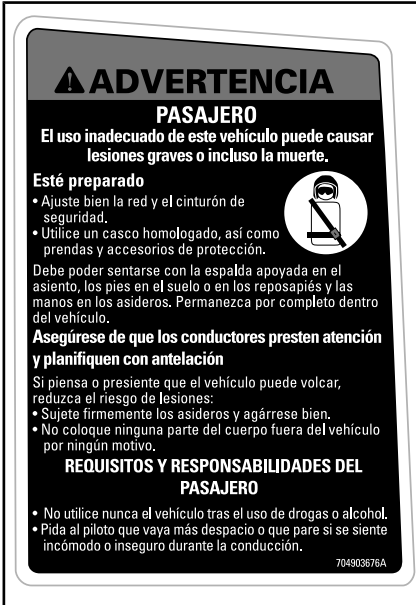 ADVERTENCIA
PASAJERO
El uso inadecuado de este vehículo puede causar
lesiones graves o incluso la muerte.
Esté preparado
• Ajuste bien la red y el cinturón de
seguridad.
• Utilice un casco homologado, así como
prendas y accesorios de protección.
Debe poder sentarse con la espalda apoyada en el
asiento, los pies en el suelo o en los reposapiés y las
manos en los asideros. Permanezca por completo dentro
del vehículo.
Asegúrese de que los conductores presten atención
y planifiquen con antelación
Si piensa o presiente que el vehículo puede volcar,
reduzca el riesgo de lesiones:
• Sujete firmemente los asideros y agárrese bien.
• No coloque ninguna parte del cuerpo fuera del vehículo
por ningún motivo.
REQUISITOS Y RESPONSABILIDADES DEL
PASAJERO
• No utilice nunca el vehículo tras el uso de drogas o alcohol.
• Pida al piloto que vaya más despacio o que pare si se siente
incómodo o inseguro durante la conducción.
704903676A